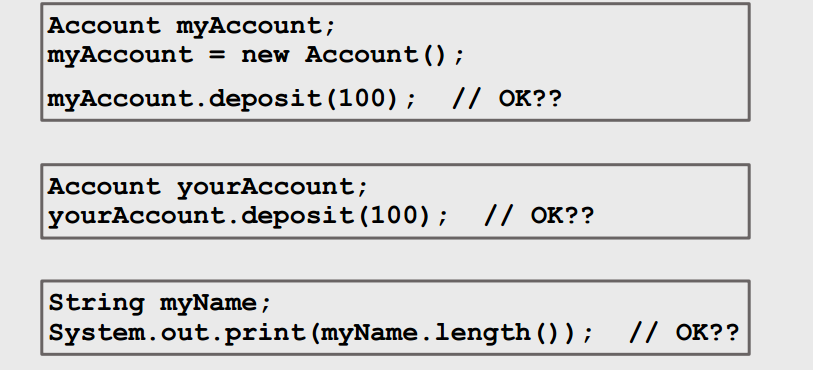 Account myAccount;
myAccount = new Account();
myAccount.deposit(100);  // OK??
Account yourAccount;
yourAccount.deposit(100);  // OK??
String myName;
System.out.print(myName.length());  // OK??